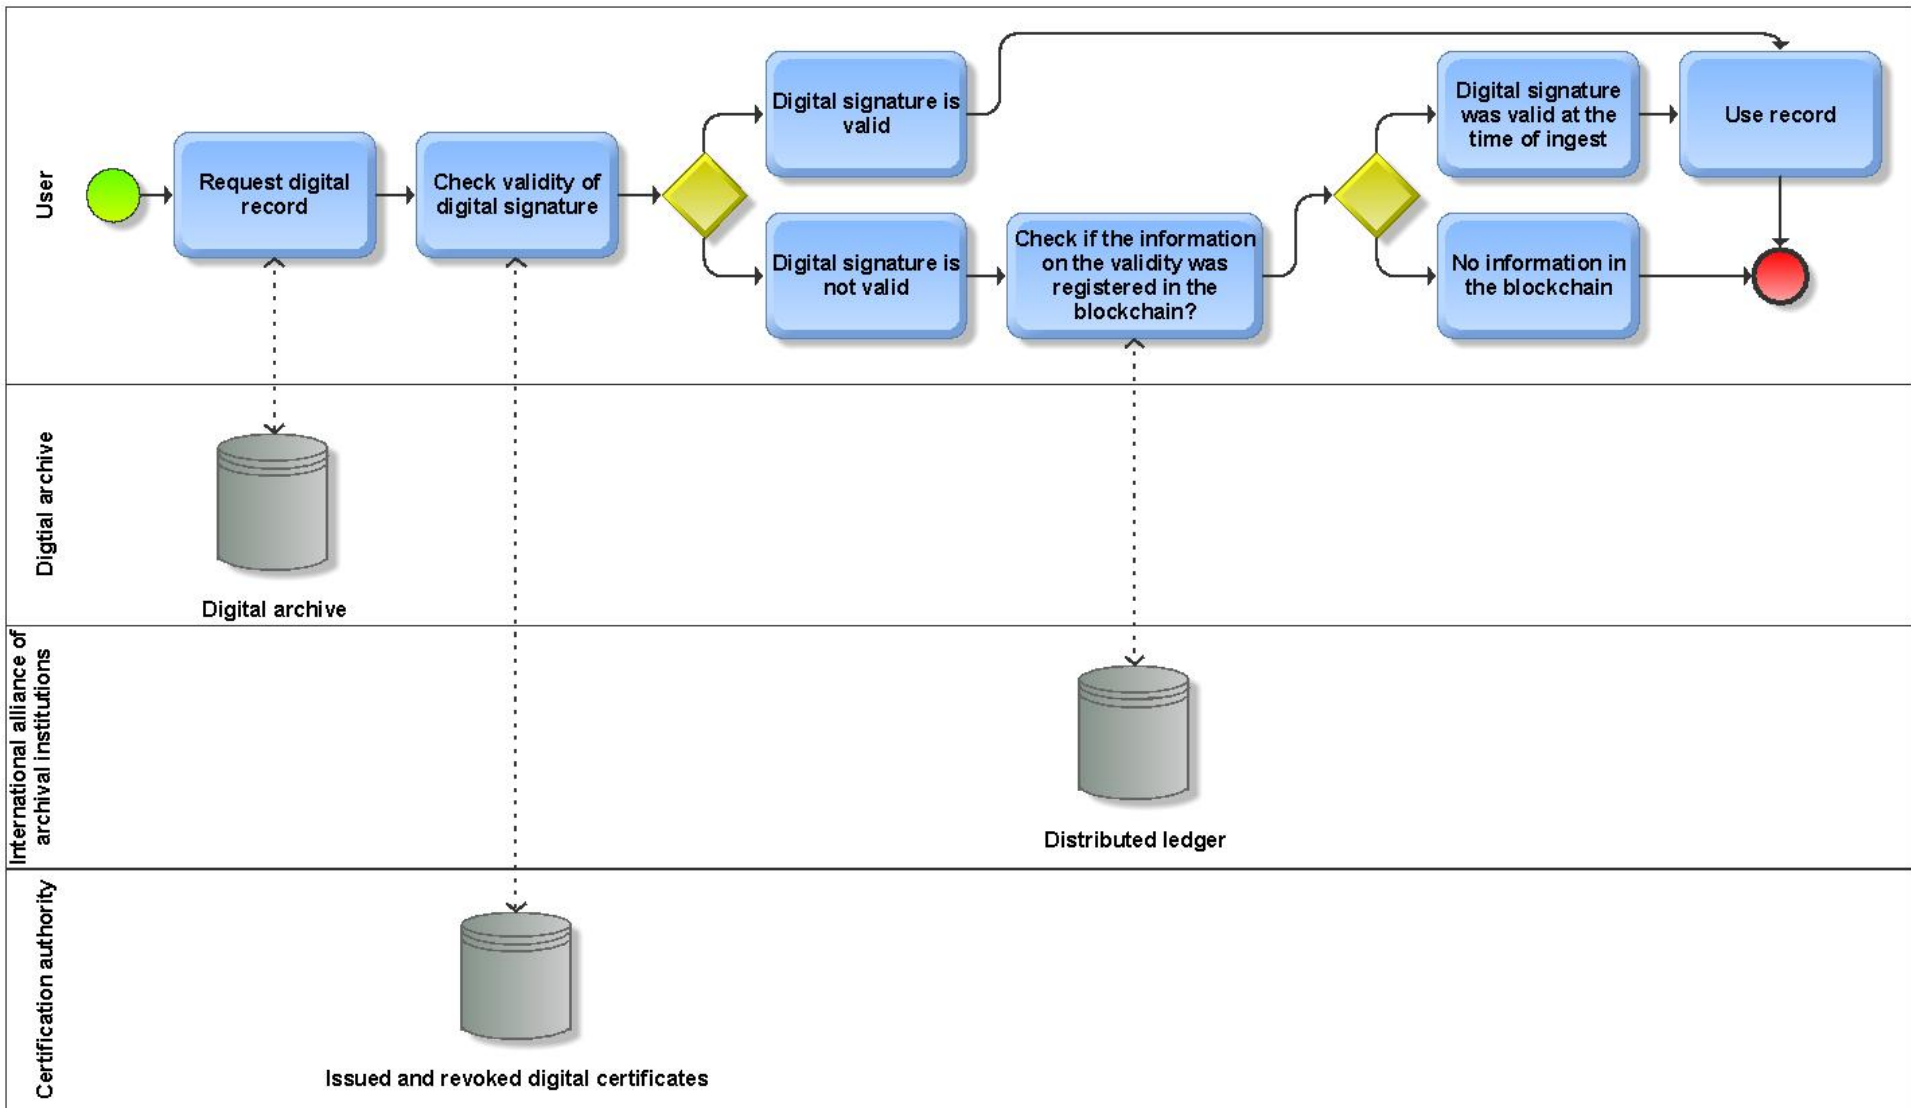 User
Request digital
record
Check validity of
digital signature
Digital signature is
valid
Digital signature is
not valid
Check if the information
on the validity was
registered in the
blockchain?
Digital signature
was valid at the
time of ingest
No information in
the blockchain
Use record
Digtial archive
Digital archive
International alliance of
archival institutions
Distributed ledger
Certification authority
Issued and revoked digital certificates